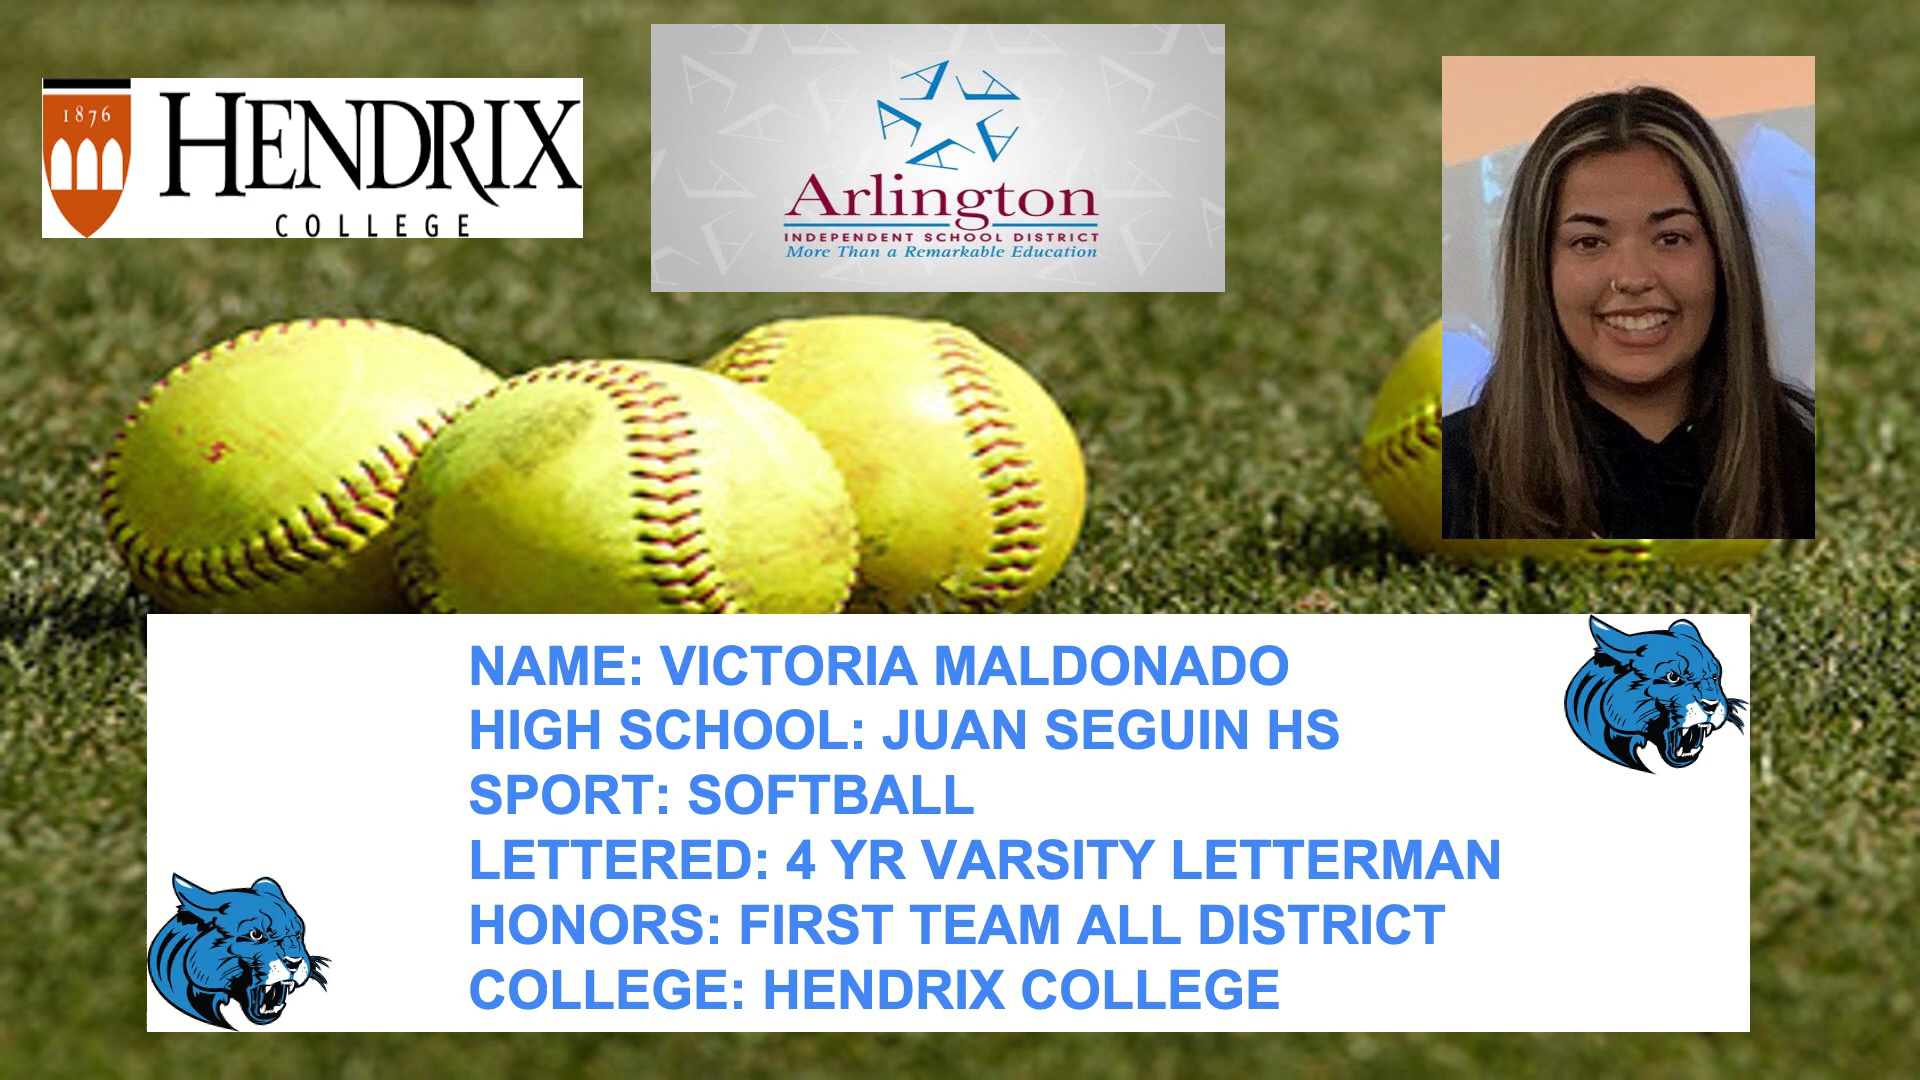 1876
HENDRIX
COLLEGE
Arlington
INDEPENDENT SCHOOL DISTRICT
More Than a Remarkable Education
NAME: VICTORIA MALDONADO
HIGH SCHOOL: JUAN SEGUIN HS
SPORT: SOFTBALL
LETTERED: 4 YR VARSITY LETTERMAN
HONORS: FIRST TEAM ALL DISTRICT
COLLEGE: HENDRIX COLLEGE